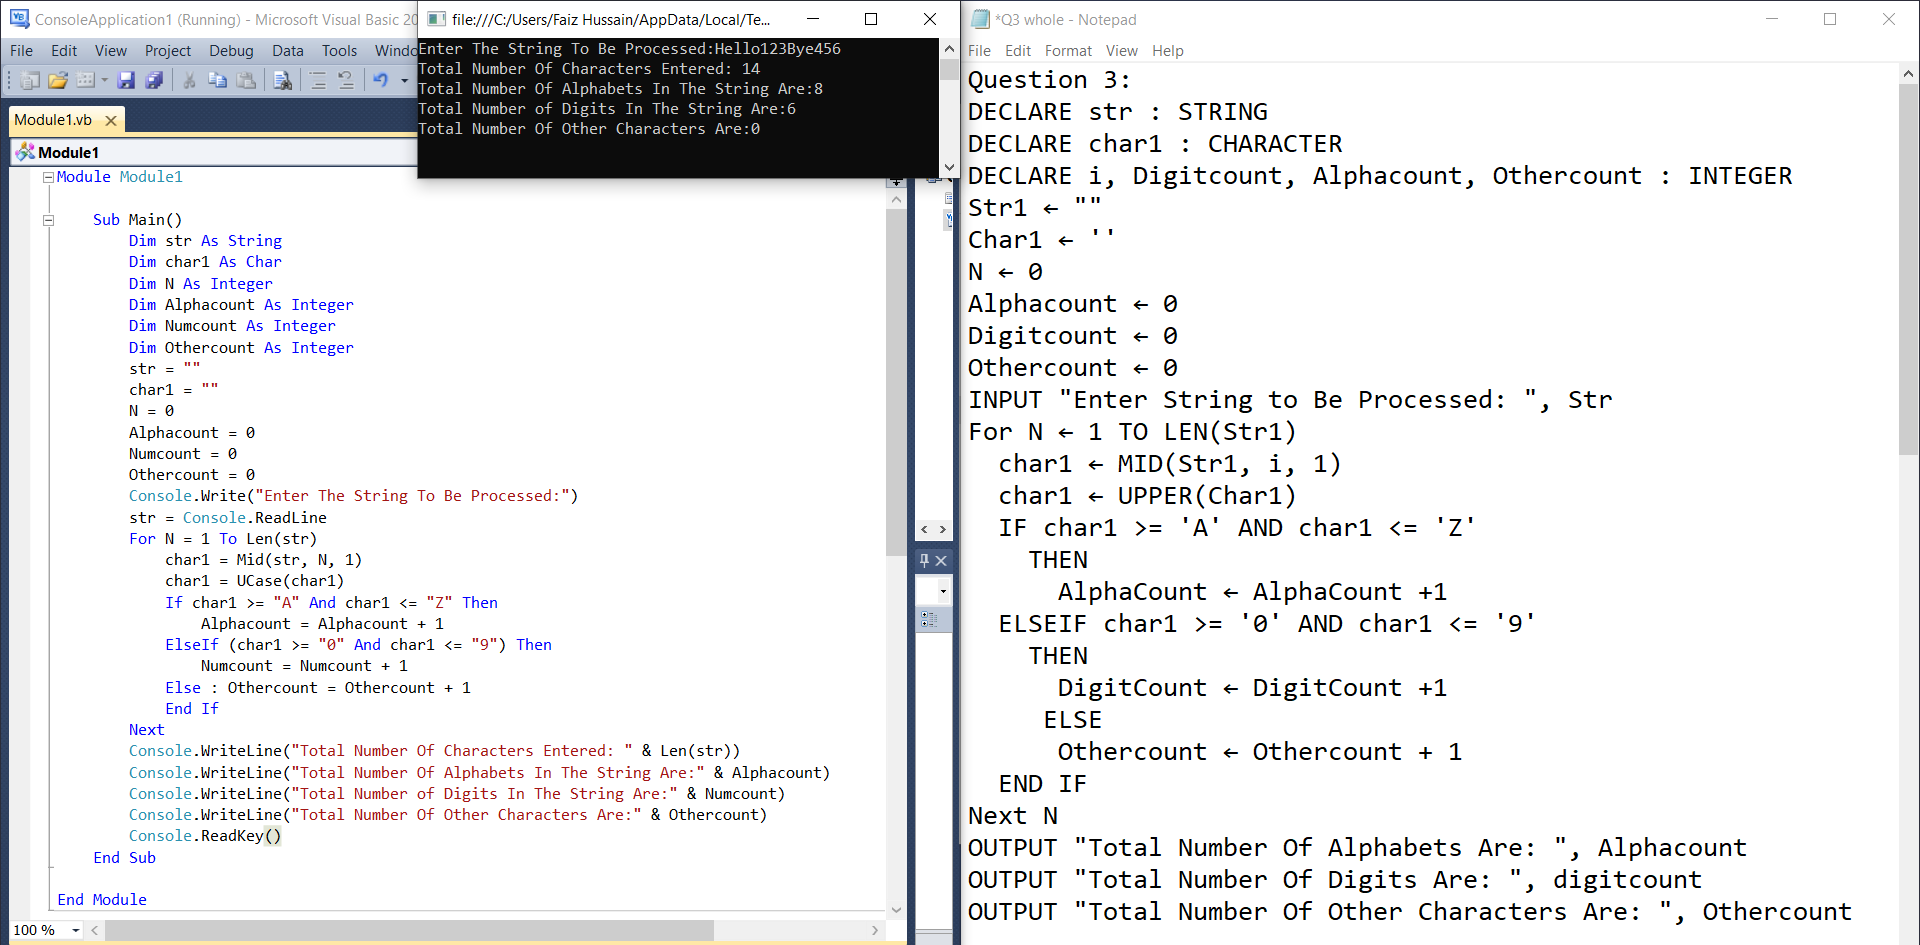 ConsoleApplication1 (Running) - Microsoft Visual Basic 20
File Edit View Project Debug Data Tools Windo
Module1.vb
Module1
Module Module1
Sub Main()
Dim str As String
Dim char1 As Char
Dim N As Integer
Dim Alphacount As Integer
Dim Numcount As Integer
Dim Othercount As Integer
str = ""
char1 = ""
N = 0
Alphacount = 0
Numcount = 0
Othercount = 0
Console.Write("Enter The String To Be Processed:")
str = Console.ReadLine
For N = 1 To Len(str)
char1 = Mid(str, N, 1)
char1 = UCase(char1)
If char1 >= "A" And char1 <= "Z" Then
Alphacount = Alphacount + 1
ElseIf (char1 >= "0" And char1 <= "9") Then
Numcount = Numcount + 1
Else : Othercount = Othercount + 1
End If
Next
Console.WriteLine("Total Number Of Characters Entered: " & Len(str))
Console.WriteLine("Total Number Of Alphabets In The String Are:" & Alphacount)
Console.WriteLine("Total Number of Digits In The String Are:" & Numcount)
Console.WriteLine("Total Number Of Other Characters Are:" & Othercount)
Console.ReadKey()
End Sub
End Module
100 %
file:///C:/Users/Faiz Hussain/AppData/Local/Te...
Enter The String To Be Processed:Hello123Bye456
Total Number Of Characters Entered: 14
Total Number Of Alphabets In The String Are:8
Total Number of Digits In The String Are:6
Total Number Of Other Characters Are:0
*Q3 whole - Notepad
File Edit Format View Help
Question 3:
DECLARE str : STRING
DECLARE char1 : CHARACTER
DECLARE i, Digitcount, Alphacount, Othercount : INTEGER
Str1 ← ""
Char1 ← ''
N ← 0
Alphacount ← 0
Digitcount ← 0
Othercount ← 0
INPUT "Enter String to Be Processed: ", Str
For N ← 1 TO LEN(Str1)
char1 ← MID(Str1, i, 1)
char1 ← UPPER(Char1)
IF char1 >= 'A' AND char1 <= 'Z'
THEN
AlphaCount ← AlphaCount +1
ELSEIF char1 >= '0' AND char1 <= '9'
THEN
DigitCount ← DigitCount +1
ELSE
Othercount ← Othercount + 1
END IF
Next N
OUTPUT "Total Number Of Alphabets Are: ", Alphacount
OUTPUT "Total Number Of Digits Are: ", digitcount
OUTPUT "Total Number Of Other Characters Are: ", Othercount